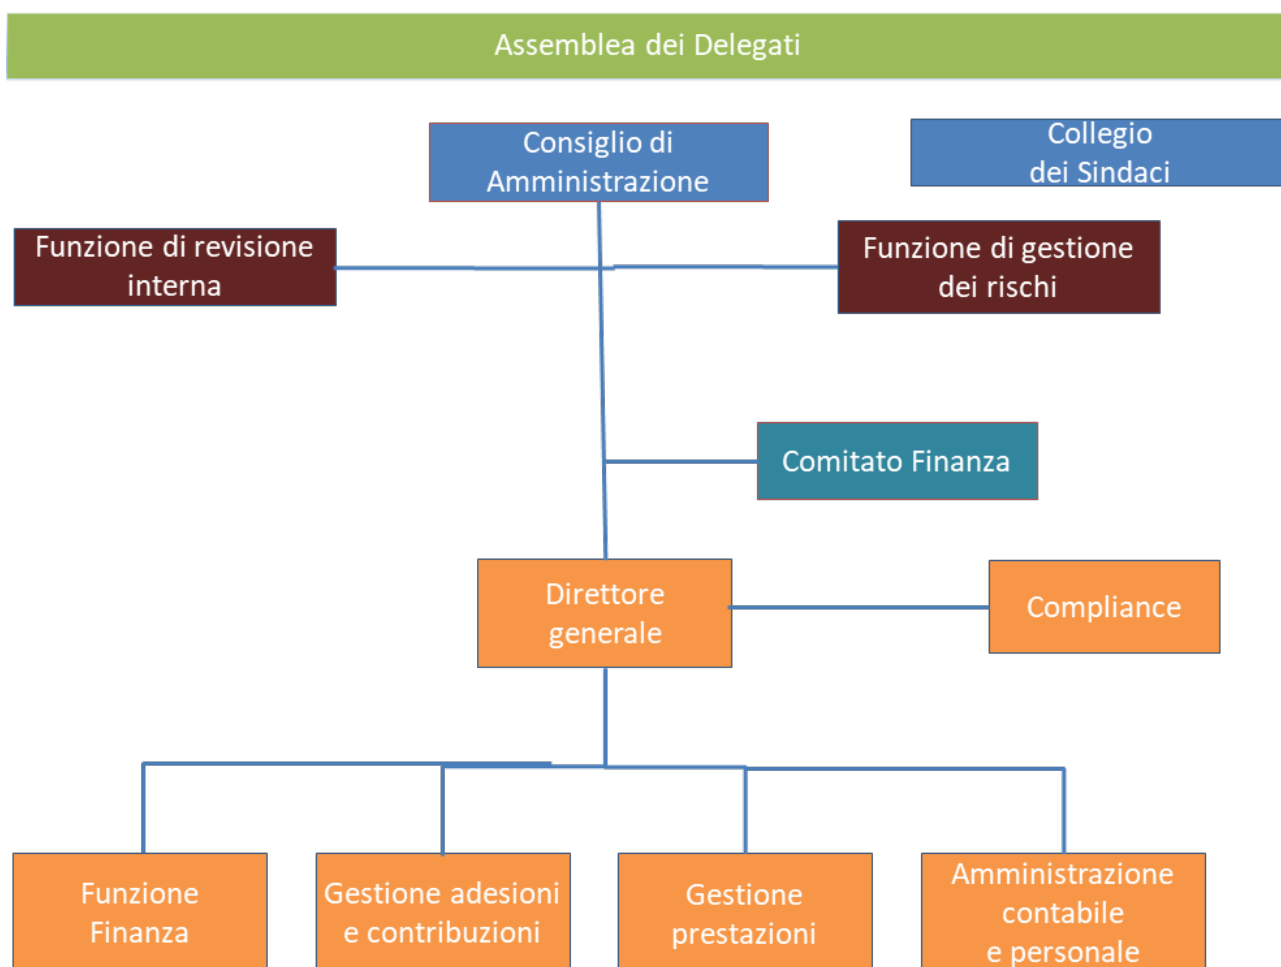 Assemblea dei Delegati
Consiglio di
Amministrazione
Collegio
dei Sindaci
Funzione di revisione
interna
Funzione di gestione
dei rischi
Comitato Finanza
Direttore
generale
Compliance
Funzione
Finanza
Gestione adesioni
e contribuzioni
Gestione
prestazioni
Amministrazione
contabile
e personale